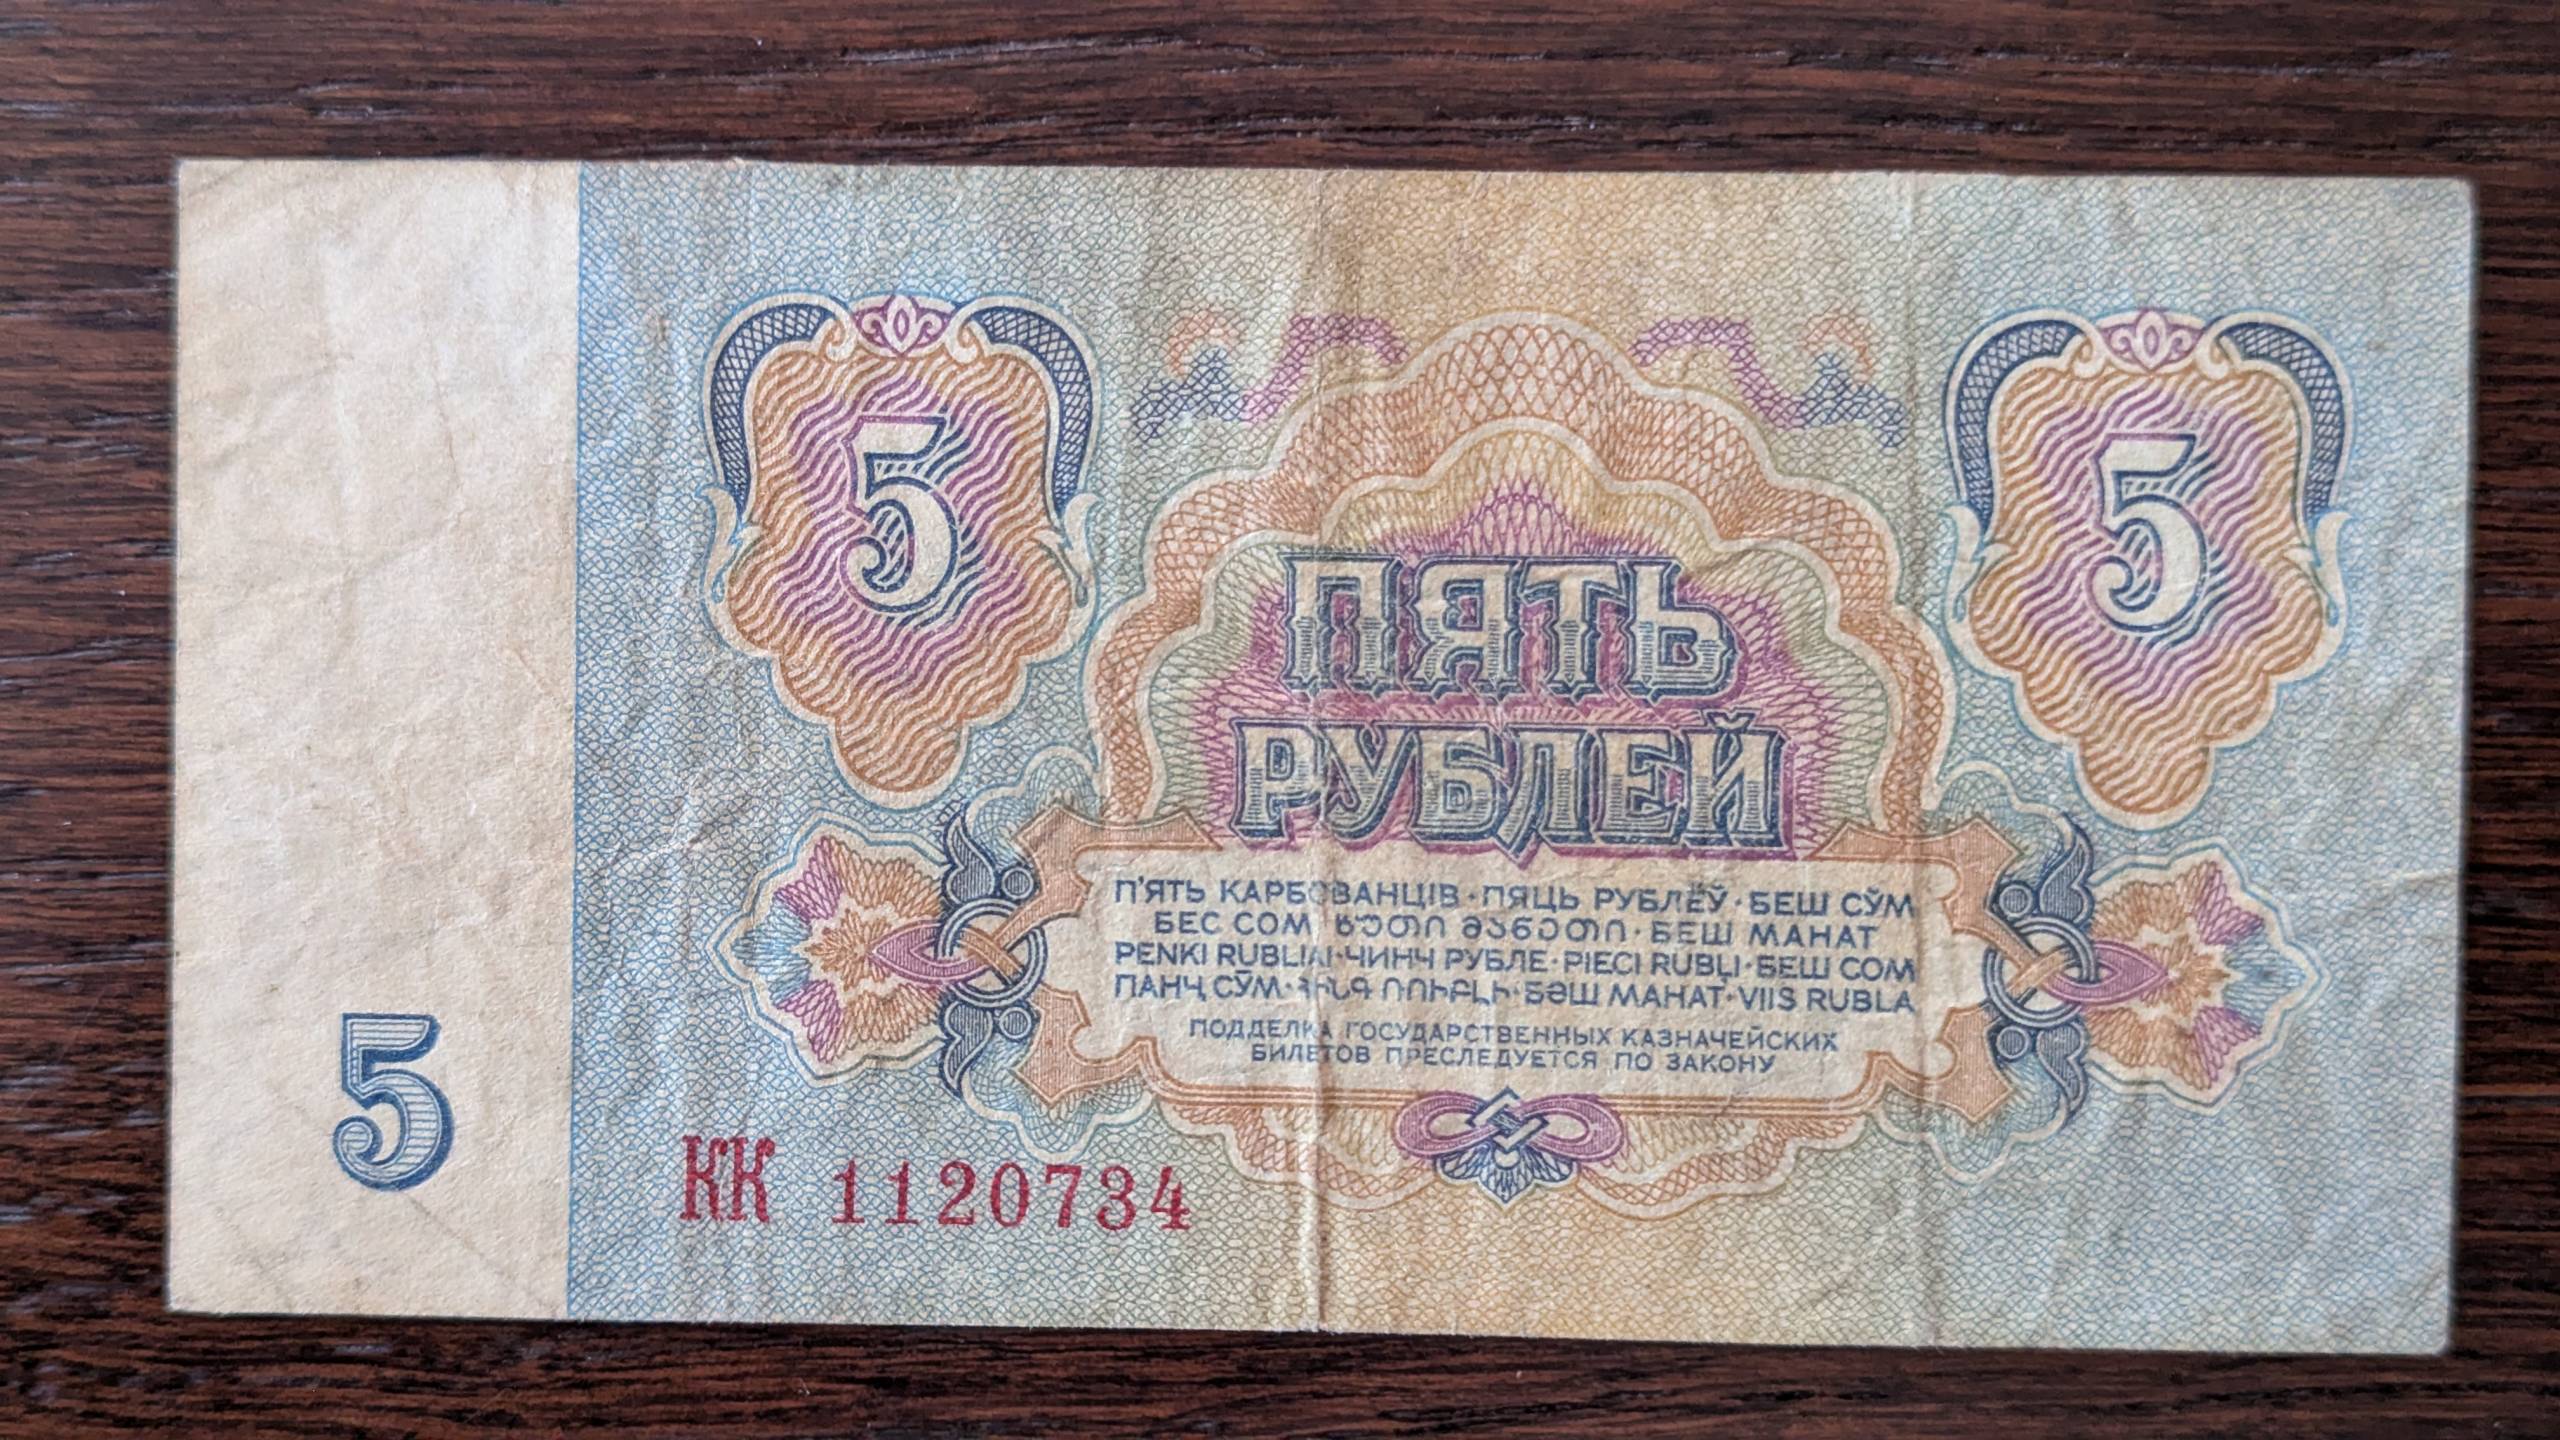 5
5
ПЯТЬ
РУБЛЕЙ
П'ЯТЬ КАРБОВАНЦІВ · ПЯЦЬ РУБЛЁЎ · БЕШ СЎМ
БЕС СОМ ხუთი მანეთი · БЕШ МАНАТ
PENKI RUBLIAI · ЧИНЧ РУБЛЕ · PIECI RUBĻI · БЕШ СОМ
ПАНҶ СӮМ · ՀԻՆԳ ՌՈՒԲԼԻ · БӘШ МАНАТ · VIIS RUBLA
ПОДДЕЛКА ГОСУДАРСТВЕННЫХ КАЗНАЧЕЙСКИХ
БИЛЕТОВ ПРЕСЛЕДУЕТСЯ ПО ЗАКОНУ
5
КК 1120734